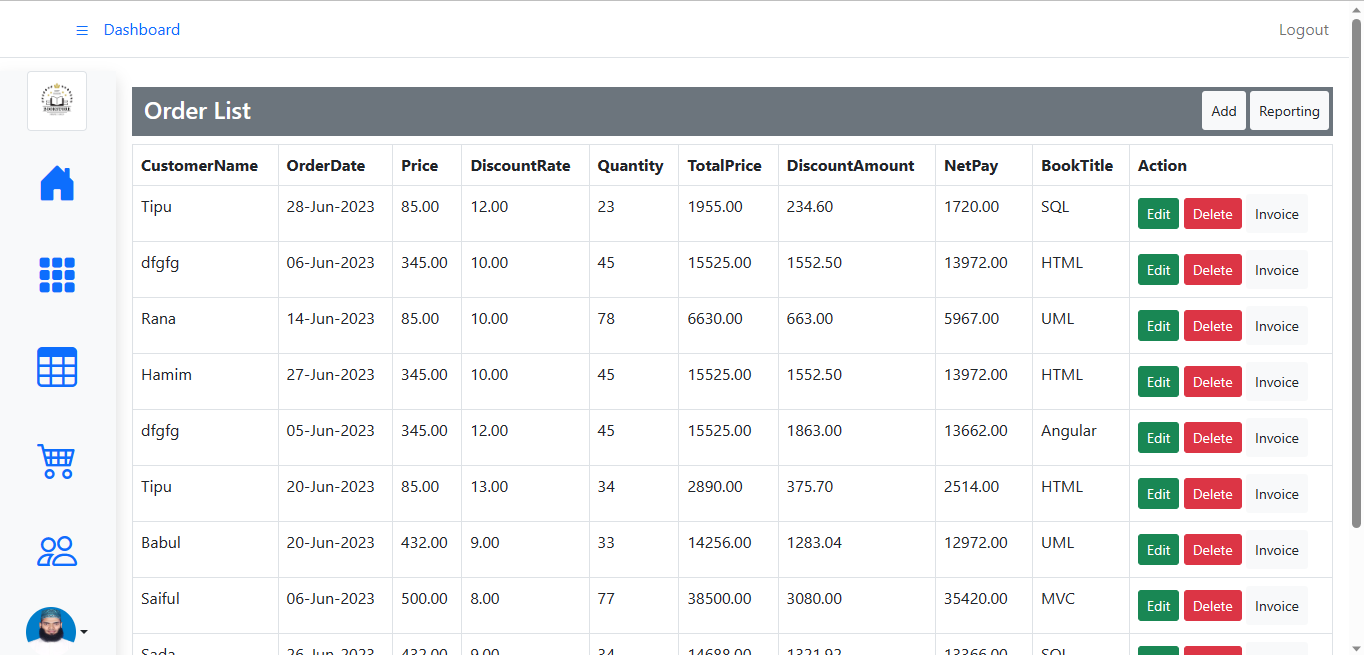 Dashboard Logout
Order List Add Reporting
CustomerName OrderDate Price DiscountRate Quantity TotalPrice DiscountAmount NetPay BookTitle Action
Tipu 28-Jun-2023 85.00 12.00 23 1955.00 234.60 1720.00 SQL Edit Delete Invoice
dfgfg 06-Jun-2023 345.00 10.00 45 15525.00 1552.50 13972.00 HTML Edit Delete Invoice
Rana 14-Jun-2023 85.00 10.00 78 6630.00 663.00 5967.00 UML Edit Delete Invoice
Hamim 27-Jun-2023 345.00 10.00 45 15525.00 1552.50 13972.00 HTML Edit Delete Invoice
dfgfg 05-Jun-2023 345.00 12.00 45 15525.00 1863.00 13662.00 Angular Edit Delete Invoice
Tipu 20-Jun-2023 85.00 13.00 34 2890.00 375.70 2514.00 HTML Edit Delete Invoice
Babul 20-Jun-2023 432.00 9.00 33 14256.00 1283.04 12972.00 UML Edit Delete Invoice
Saiful 06-Jun-2023 500.00 8.00 77 38500.00 3080.00 35420.00 MVC Edit Delete Invoice
Sada 26-Jun-2023 432.00 9.00 34 14688.00 1321.92 13366.00 SQL